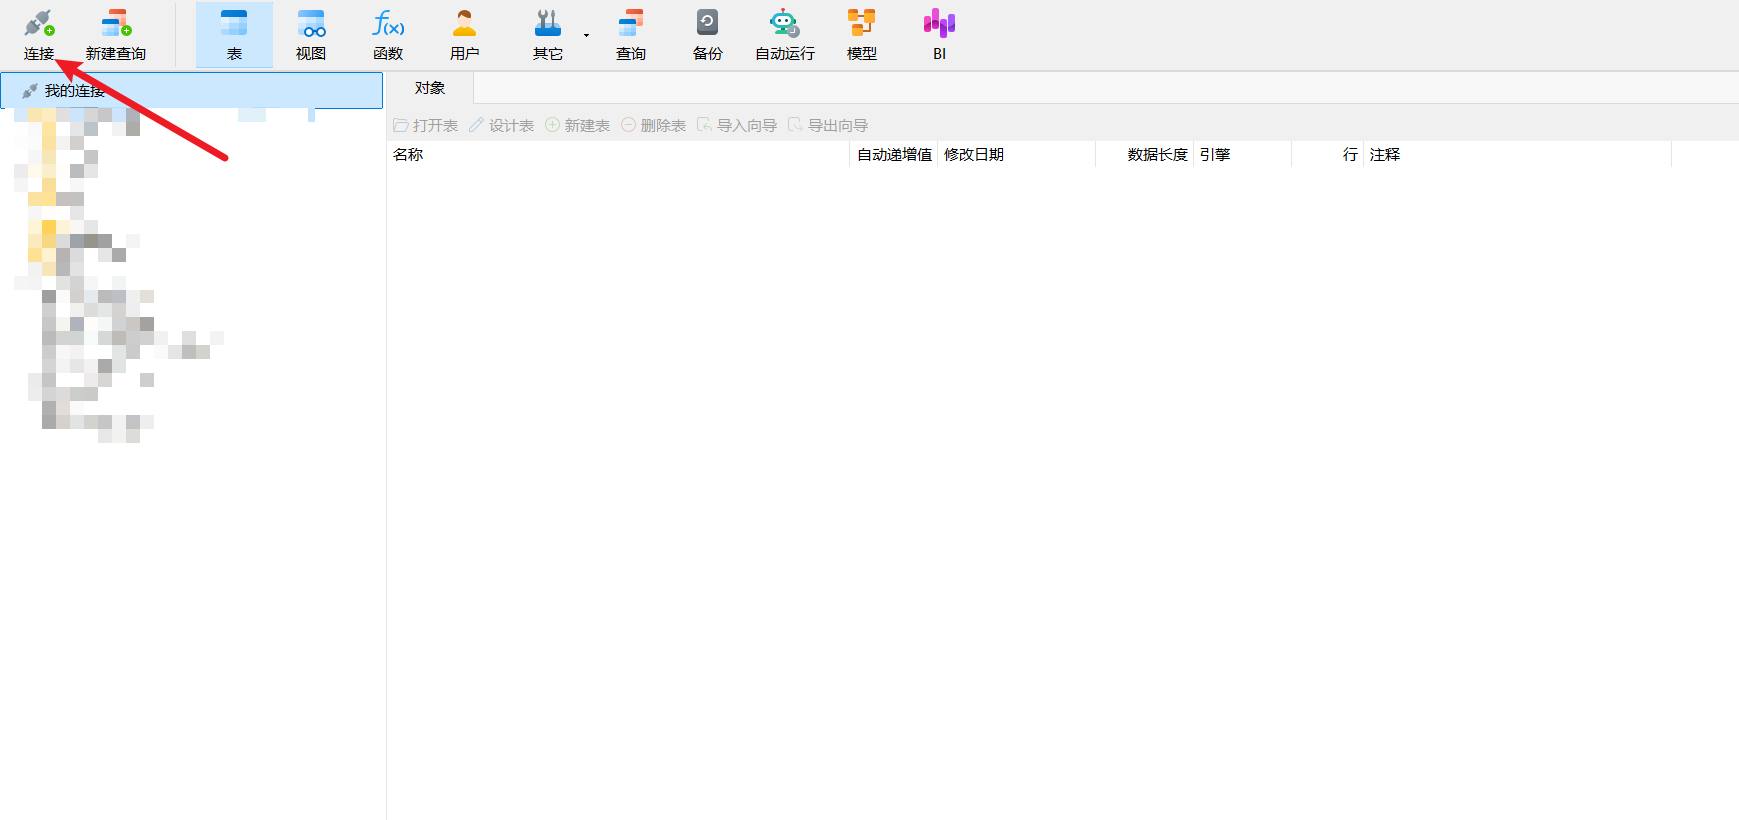 连接 新建查询 表 视图 函数 用户 其它 查询 备份 自动运行 模型 BI
我的连接 对象
打开表 设计表 新建表 删除表 导入向导 导出向导
名称 自动递增值 修改日期 数据长度 引擎 行 注释